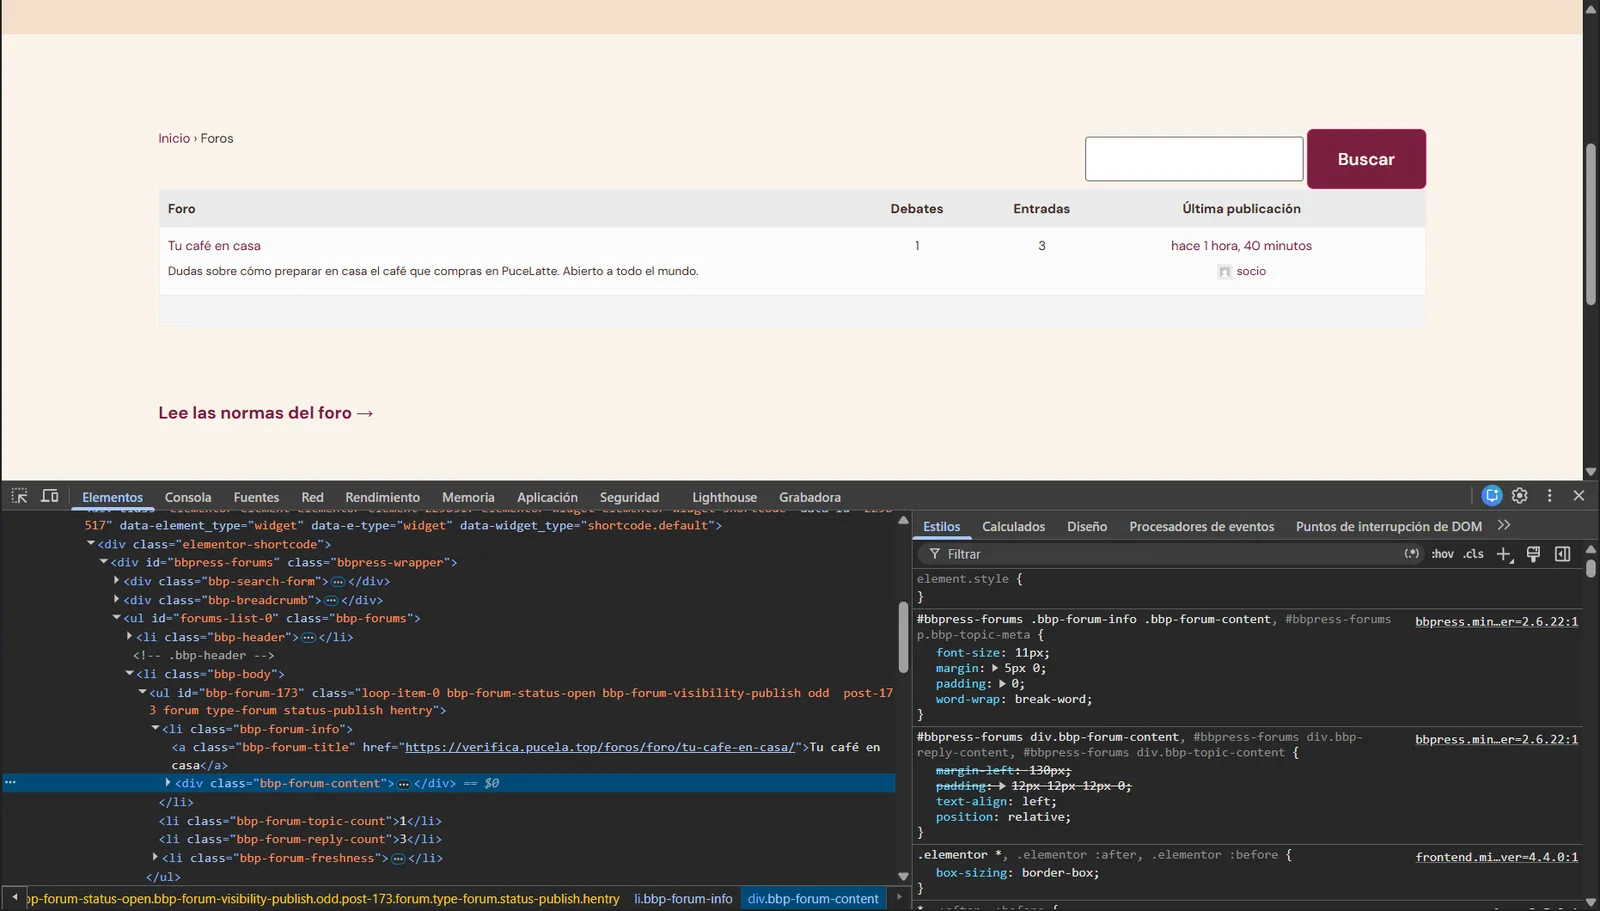 Inicio › Foros
Buscar
Foro Debates Entradas Última publicación
Tu café en casa 1 3 hace 1 hora, 40 minutos
Dudas sobre cómo preparar en casa el café que compras en PuceLatte. Abierto a todo el mundo. socio
Lee las normas del foro →
Elementos Consola Fuentes Red Rendimiento Memoria Aplicación Seguridad Lighthouse Grabadora
517" data-element_type="widget" data-e-type="widget" data-widget_type="shortcode.default">
<div class="elementor-shortcode">
<div id="bbpress-forums" class="bbpress-wrapper">
<div class="bbp-search-form">…</div>
<div class="bbp-breadcrumb">…</div>
<ul id="forums-list-0" class="bbp-forums">
<li class="bbp-header">…</li>
<!-- .bbp-header -->
<li class="bbp-body">
<ul id="bbp-forum-173" class="loop-item-0 bbp-forum-status-open bbp-forum-visibility-publish odd post-17
3 forum type-forum status-publish hentry">
<li class="bbp-forum-info">
<a class="bbp-forum-title" href="https://verifica.pucela.top/foros/foro/tu-cafe-en-casa/">Tu café en
casa</a>
<div class="bbp-forum-content">…</div> == $0
</li>
<li class="bbp-forum-topic-count">1</li>
<li class="bbp-forum-reply-count">3</li>
<li class="bbp-forum-freshness">…</li>
</ul>
op-forum-status-open.bbp-forum-visibility-publish.odd.post-173.forum.type-forum.status-publish.hentry li.bbp-forum-info div.bbp-forum-content
Estilos Calculados Diseño Procesadores de eventos Puntos de interrupción de DOM
Filtrar (.*) :hov .cls
element.style {
}
#bbpress-forums .bbp-forum-info .bbp-forum-content, #bbpress-forums bbpress.min…er=2.6.22:1
p.bbp-topic-meta {
font-size: 11px;
margin: 5px 0;
padding: 0;
word-wrap: break-word;
}
#bbpress-forums div.bbp-forum-content, #bbpress-forums div.bbp- bbpress.min…er=2.6.22:1
reply-content, #bbpress-forums div.bbp-topic-content {
margin-left: 130px;
padding: 12px 12px 12px 0;
text-align: left;
position: relative;
}
.elementor *, .elementor :after, .elementor :before { frontend.mi…ver=4.4.0:1
box-sizing: border-box;
}